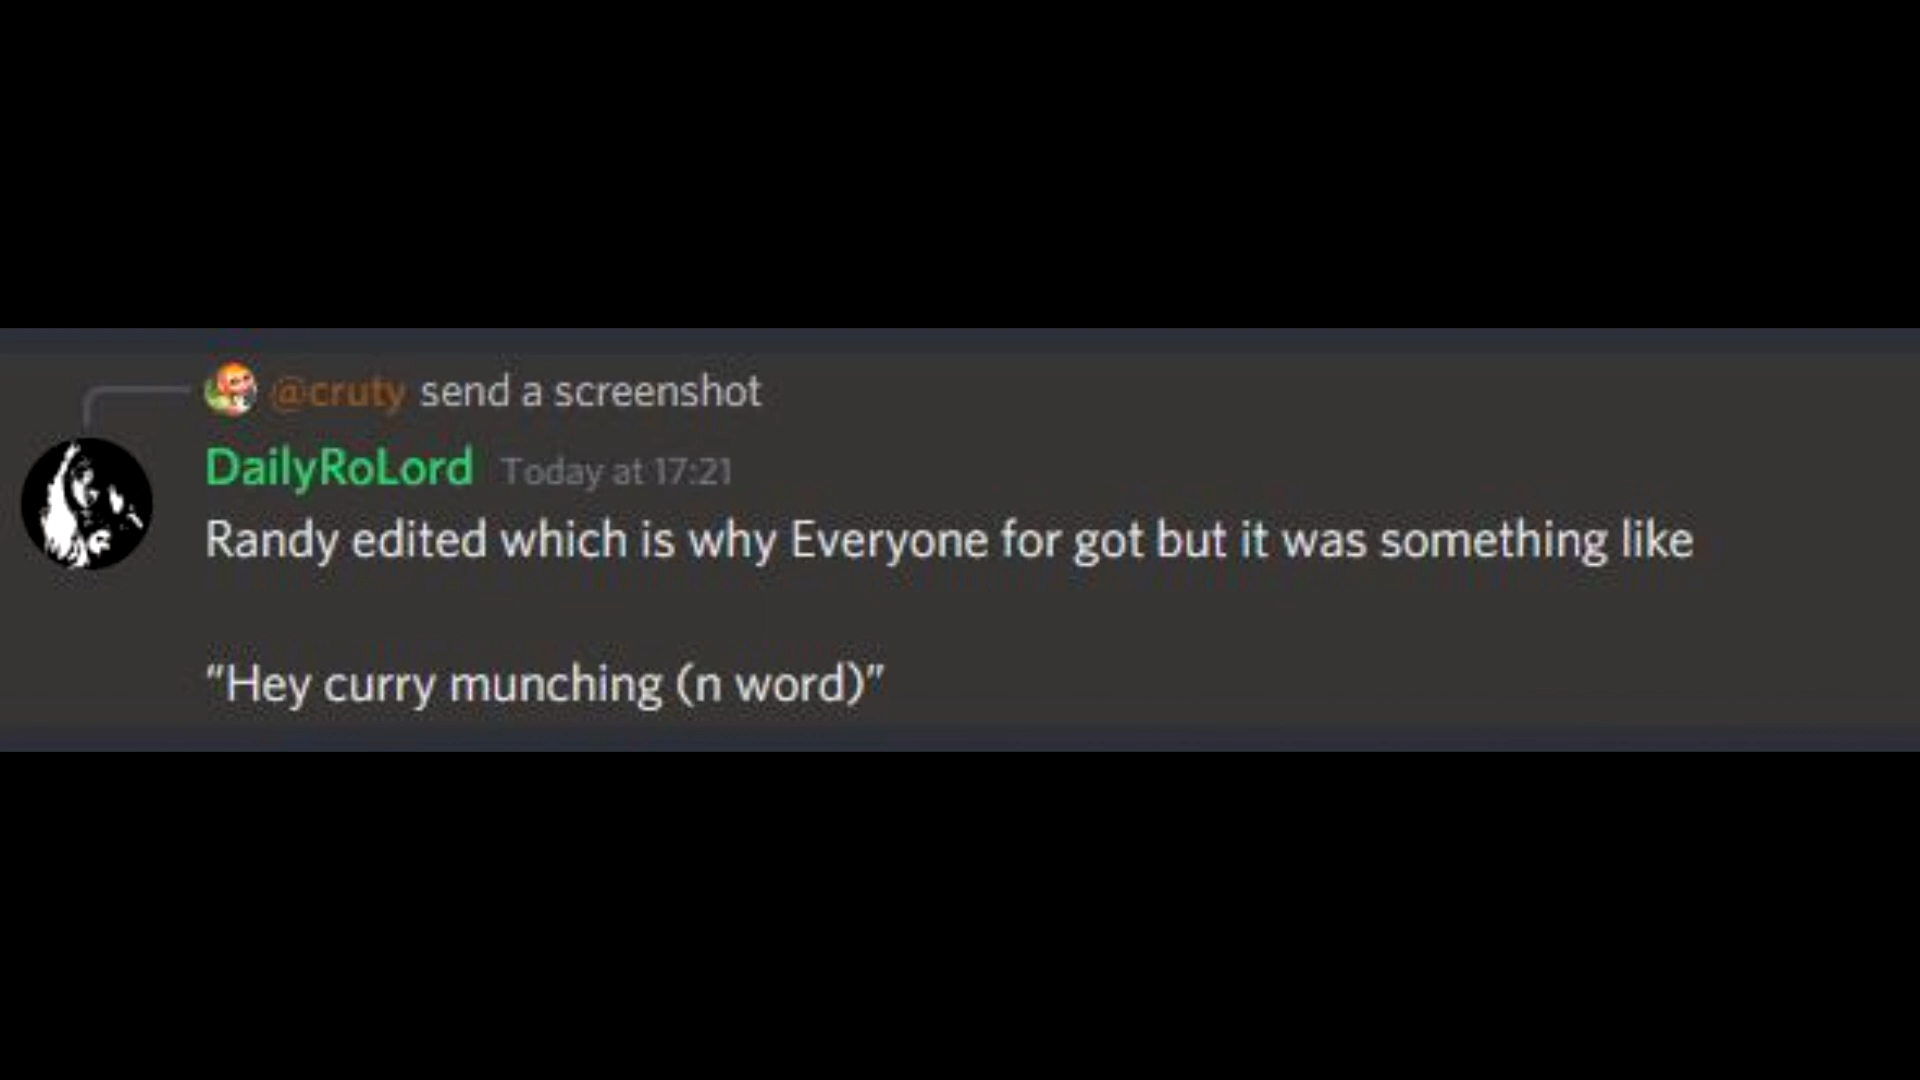 @cruty send a screenshot
DailyRoLord Today at 17:21
Randy edited which is why Everyone for got but it was something like
"Hey curry munching (n word)"